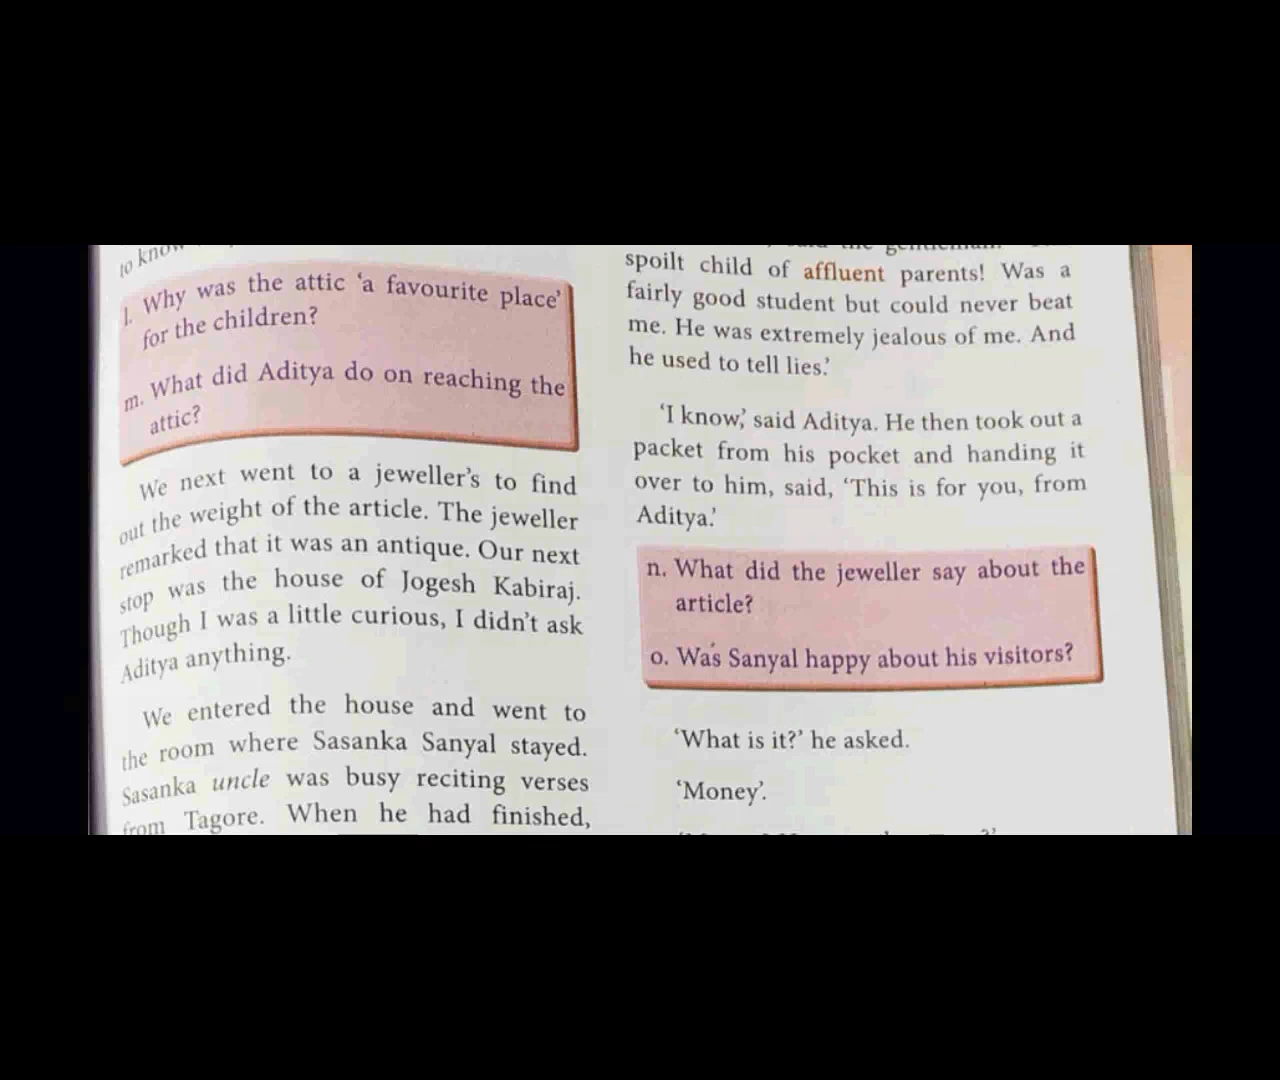 to know
l. Why was the attic ‘a favourite place’
for the children?
m. What did Aditya do on reaching the
attic?
We next went to a jeweller’s to find
out the weight of the article. The jeweller
remarked that it was an antique. Our next
stop was the house of Jogesh Kabiraj.
Though I was a little curious, I didn’t ask
Aditya anything.
We entered the house and went to
the room where Sasanka Sanyal stayed.
Sasanka uncle was busy reciting verses
from Tagore. When he had finished,
spoilt child of affluent parents! Was a
fairly good student but could never beat
me. He was extremely jealous of me. And
he used to tell lies.’
‘I know,’ said Aditya. He then took out a
packet from his pocket and handing it
over to him, said, ‘This is for you, from
Aditya.’
n. What did the jeweller say about the
article?
o. Was Sanyal happy about his visitors?
‘What is it?’ he asked.
‘Money’.